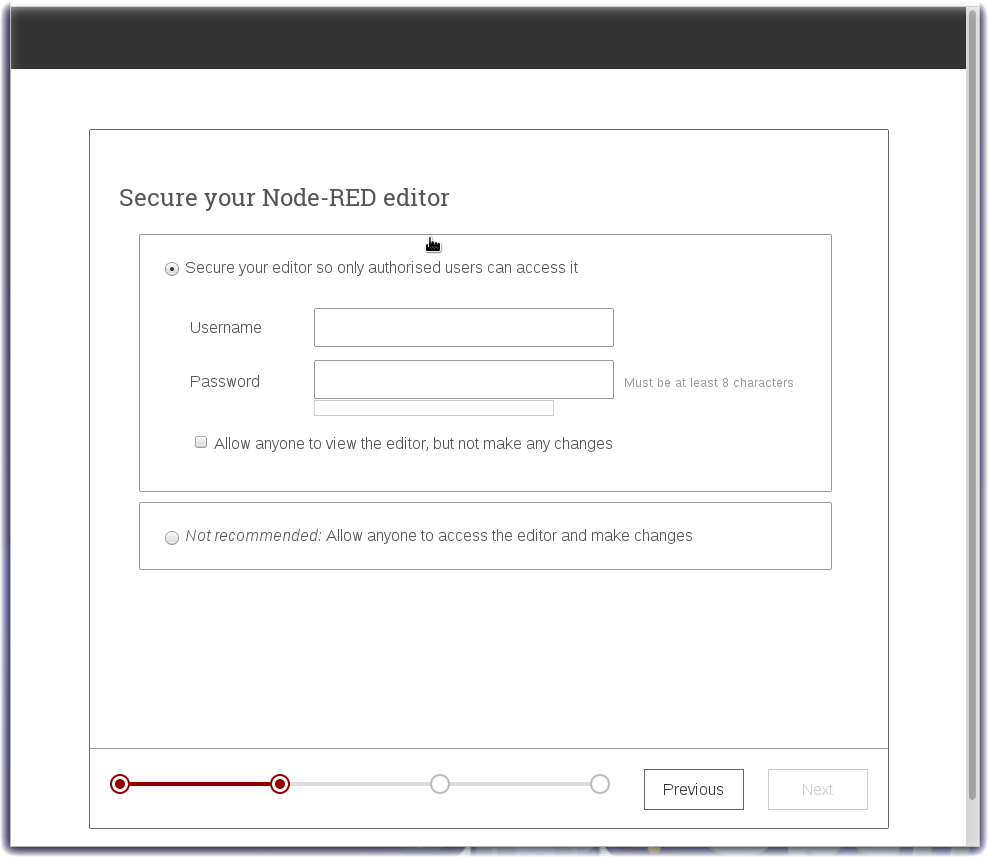 Secure your Node-RED editor
Secure your editor so only authorised users can access it
Username
Password
Must be at least 8 characters
Allow anyone to view the editor, but not make any changes
Not recommended: Allow anyone to access the editor and make changes
Previous
Next